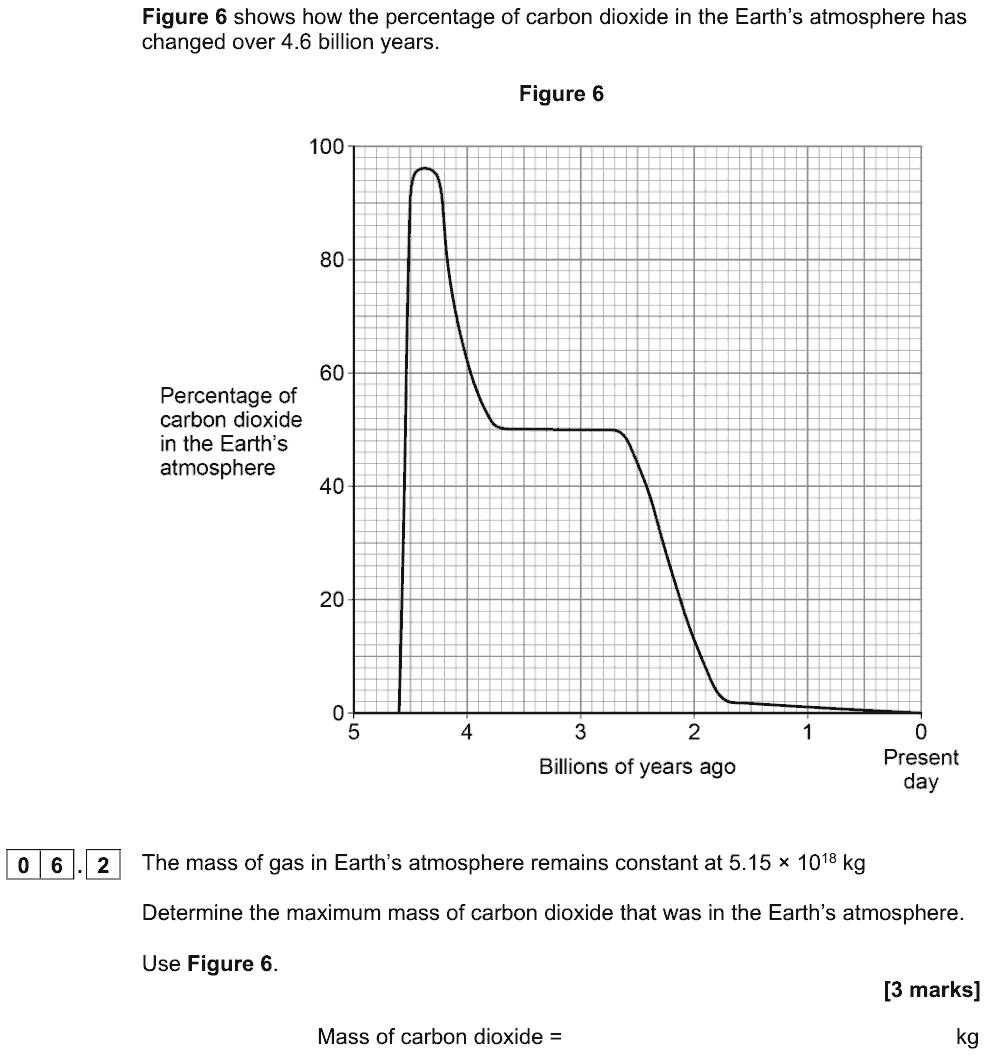 Figure 6 shows how the percentage of carbon dioxide in the Earth’s atmosphere has
changed over 4.6 billion years.
Figure 6
100
80
60
40
20
0
Percentage of
carbon dioxide
in the Earth’s
atmosphere
5 4 3 2 1 0
Present
day
Billions of years ago
0 6 . 2 The mass of gas in Earth’s atmosphere remains constant at 5.15 × 10¹⁸ kg
Determine the maximum mass of carbon dioxide that was in the Earth’s atmosphere.
Use Figure 6.
[3 marks]
Mass of carbon dioxide = kg